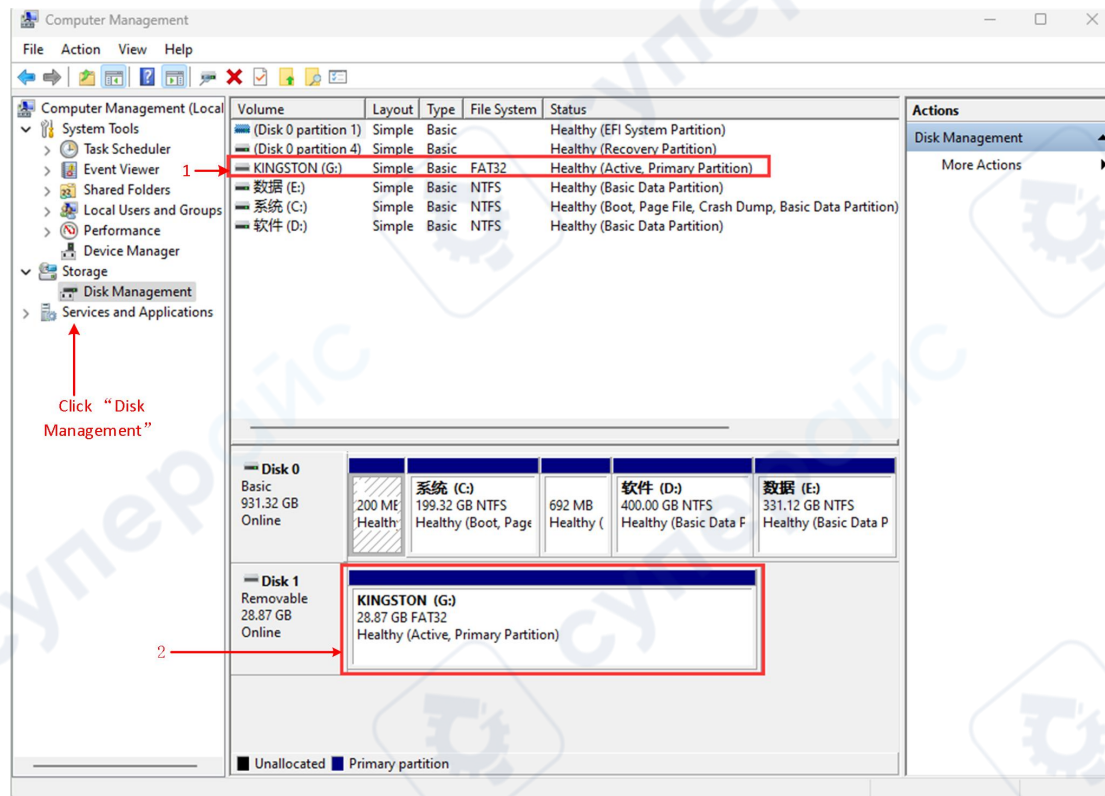 Computer Management
File Action View Help
Computer Management (Local
System Tools
Task Scheduler
Event Viewer
Shared Folders
Local Users and Groups
Performance
Device Manager
Storage
Disk Management
Services and Applications
Click “Disk
Management”
1
Volume Layout Type File System Status
(Disk 0 partition 1) Simple Basic Healthy (EFI System Partition)
(Disk 0 partition 4) Simple Basic Healthy (Recovery Partition)
KINGSTON (G:) Simple Basic FAT32 Healthy (Active, Primary Partition)
数据 (E:) Simple Basic NTFS Healthy (Basic Data Partition)
系统 (C:) Simple Basic NTFS Healthy (Boot, Page File, Crash Dump, Basic Data Partition)
软件 (D:) Simple Basic NTFS Healthy (Basic Data Partition)
Actions
Disk Management
More Actions
Disk 0
Basic
931.32 GB
Online
200 ME
Health
系统 (C:)
199.32 GB NTFS
Healthy (Boot, Page
692 MB
Healthy (
软件 (D:)
400.00 GB NTFS
Healthy (Basic Data P
数据 (E:)
331.12 GB NTFS
Healthy (Basic Data P
Disk 1
Removable
28.87 GB
Online
2
KINGSTON (G:)
28.87 GB FAT32
Healthy (Active, Primary Partition)
Unallocated Primary partition
супер
айс
супер
айс
супер